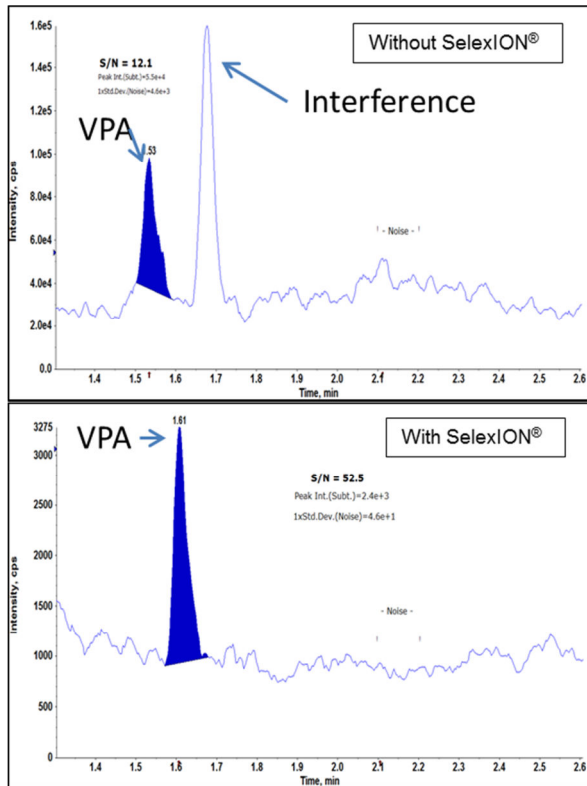 1.6e5
Without SelexION®
1.4e5
S/N = 12.1
Peak Int.(Subt.)=5.5e+4
1xStd.Dev.(Noise)=4.6e+3
Interference
1.2e5
VPA
1.0e5
.53
8.0e4
- Noise -
6.0e4
4.0e4
2.0e4
0.0
Intensity, cps
1.4 1.5 1.6 1.7 1.8 1.9 2.0 2.1 2.2 2.3 2.4 2.5 2.6
Time, min
3275
1.61
VPA
With SelexION®
3000
S/N = 52.5
Peak Int.(Subt.)=2.4e+3
2500
1xStd.Dev.(Noise)=4.6e+1
2000
1500
- Noise -
1000
500
0
Intensity, cps
1.4 1.5 1.6 1.7 1.8 1.9 2.0 2.1 2.2 2.3 2.4 2.5 2.6
Time, min